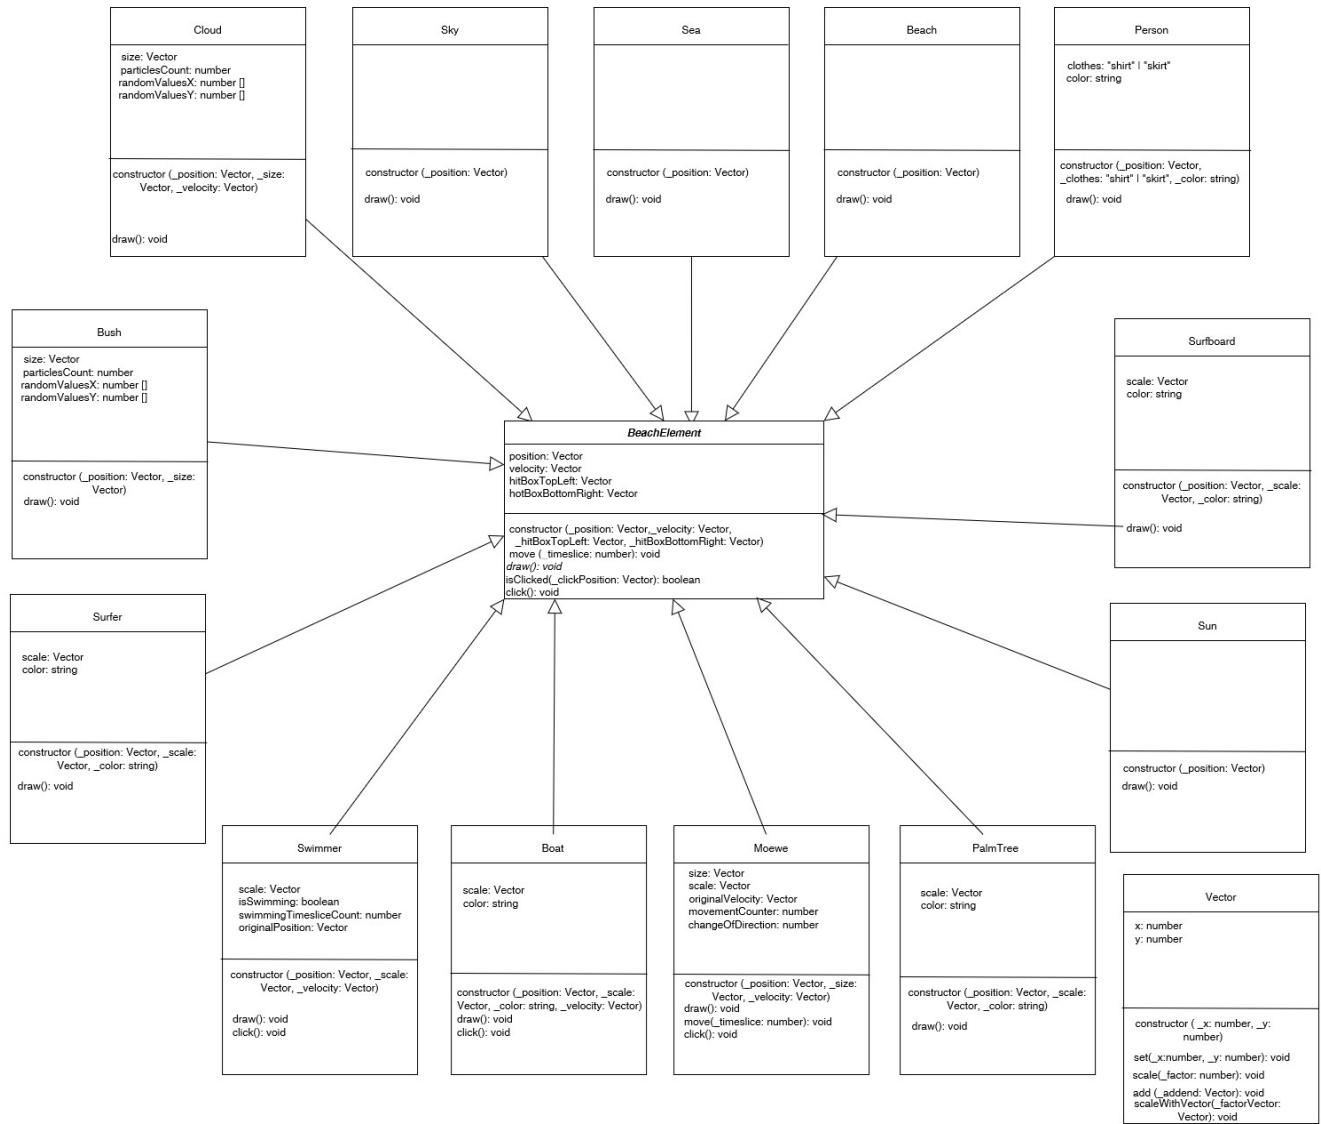 Cloud
size: Vector
particlesCount: number
randomValuesX: number []
randomValuesY: number []
constructor (_position: Vector, _size:
Vector, _velocity: Vector)
draw(): void
Sky
constructor (_position: Vector)
draw(): void
Sea
constructor (_position: Vector)
draw(): void
Beach
constructor (_position: Vector)
draw(): void
Person
clothes: "shirt" | "skirt"
color: string
constructor (_position: Vector,
_clothes: "shirt" | "skirt", _color: string)
draw(): void
Bush
size: Vector
particlesCount: number
randomValuesX: number []
randomValuesY: number []
constructor (_position: Vector, _size:
Vector)
draw(): void
BeachElement
position: Vector
velocity: Vector
hitBoxTopLeft: Vector
hotBoxBottomRight: Vector
constructor (_position: Vector,_velocity: Vector,
_hitBoxTopLeft: Vector, _hitBoxBottomRight: Vector)
move (_timeslice: number): void
draw(): void
isClicked(_clickPosition: Vector): boolean
click(): void
Surfboard
scale: Vector
color: string
constructor (_position: Vector, _scale:
Vector, _color: string)
draw(): void
Surfer
scale: Vector
color: string
constructor (_position: Vector, _scale:
Vector, _color: string)
draw(): void
Sun
constructor (_position: Vector)
draw(): void
Swimmer
scale: Vector
isSwimming: boolean
swimmingTimesliceCount: number
originalPosition: Vector
constructor (_position: Vector, _scale:
Vector, _velocity: Vector)
draw(): void
click(): void
Boat
scale: Vector
color: string
constructor (_position: Vector, _scale:
Vector, _color: string, _velocity: Vector)
draw(): void
click(): void
Moewe
size: Vector
scale: Vector
originalVelocity: Vector
movementCounter: number
changeOfDirection: number
constructor (_position: Vector, _size:
Vector, _velocity: Vector)
draw(): void
move(_timeslice: number): void
click(): void
PalmTree
scale: Vector
color: string
constructor (_position: Vector, _scale:
Vector, _color: string)
draw(): void
Vector
x: number
y: number
constructor ( _x: number, _y:
number)
set(_x:number, _y: number): void
scale(_factor: number): void
add (_addend: Vector): void
scaleWithVector(_factorVector:
Vector): void